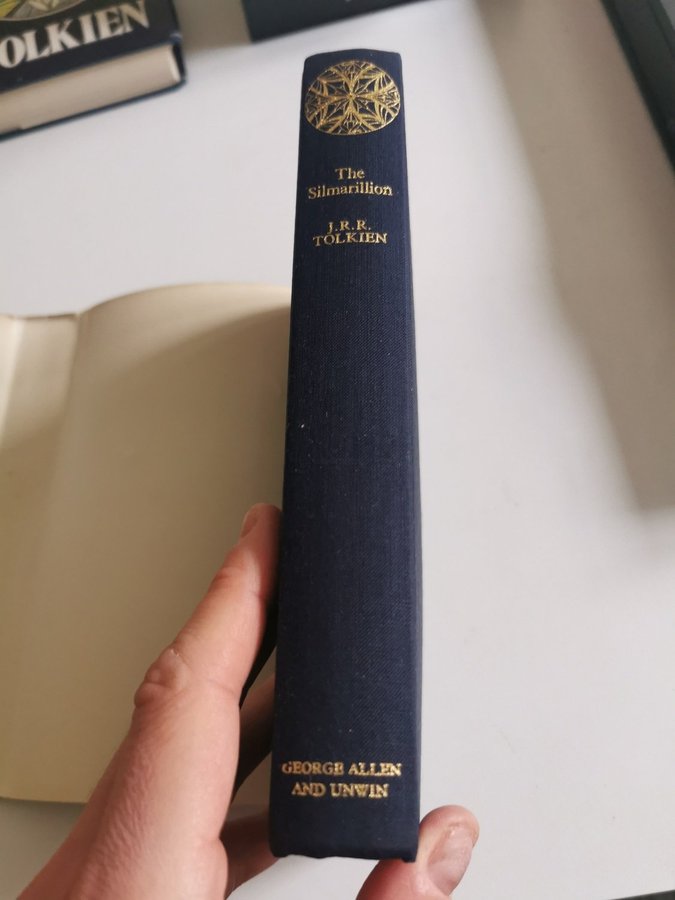 TOLKIEN
The
Silmarillion
J.R.R.
TOLKIEN
GEORGE ALLEN
AND UNWIN